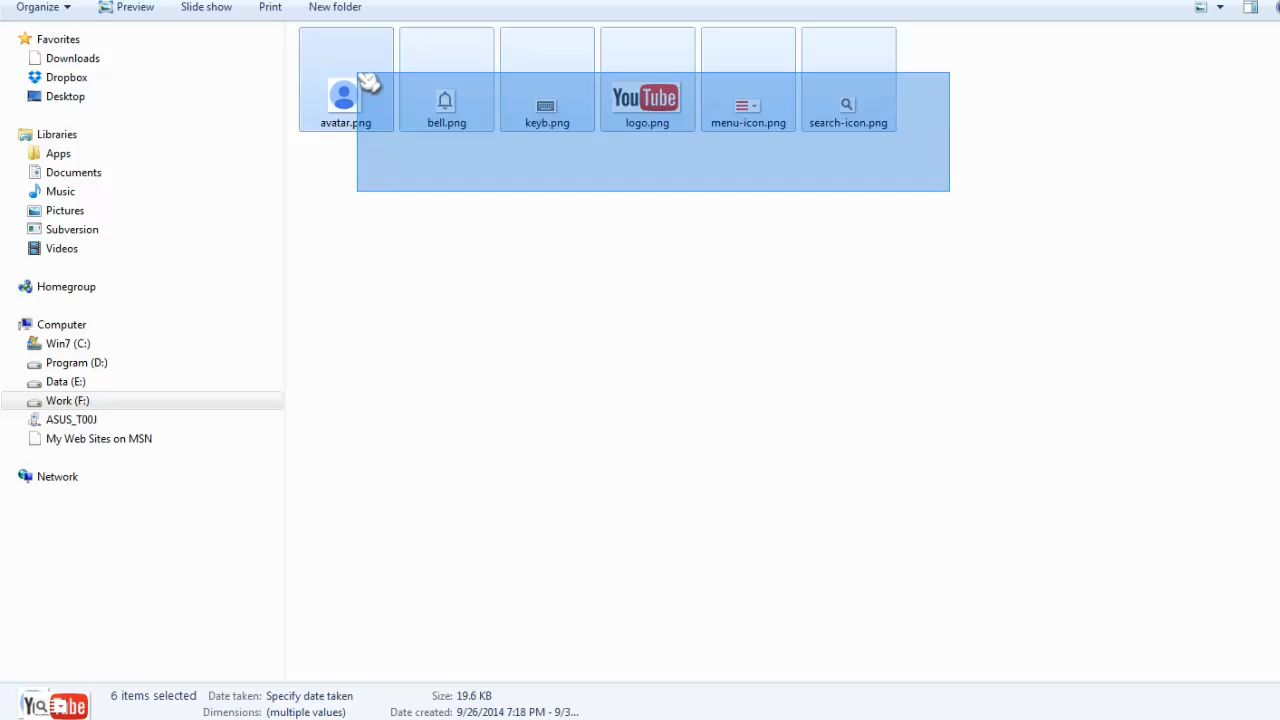 Organize Preview Slide show Print New folder
Favorites
Downloads
Dropbox
Desktop
Libraries
Apps
Documents
Music
Pictures
Subversion
Videos
Homegroup
Computer
Win7 (C:)
Program (D:)
Data (E:)
Work (F:)
ASUS_T00J
My Web Sites on MSN
Network
YouTube
avatar.png bell.png keyb.png logo.png menu-icon.png search-icon.png
6 items selected Date taken: Specify date taken Size: 19.6 KB
Dimensions: (multiple values) Date created: 9/26/2014 7:18 PM - 9/3...